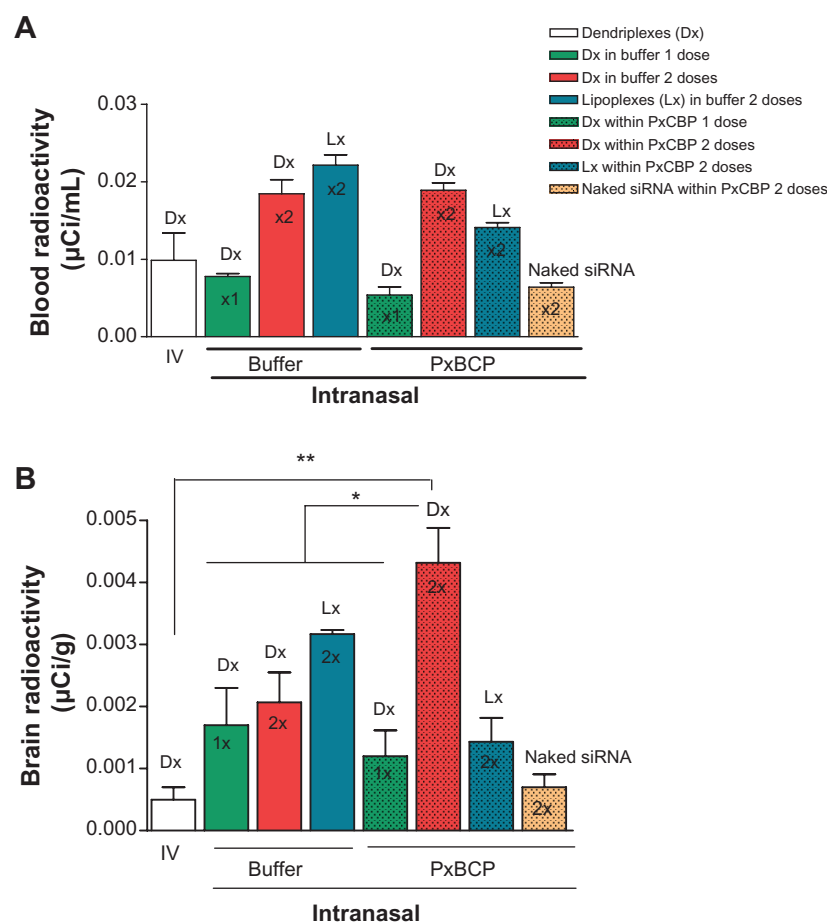 A
Dendriplexes (Dx)
Dx in buffer 1 dose
Dx in buffer 2 doses
Lipoplexes (Lx) in buffer 2 doses
Dx within PxCBP 1 dose
Dx within PxCBP 2 doses
Lx within PxCBP 2 doses
Naked siRNA within PxCBP 2 doses
Blood radioactivity
(µCi/mL)
0.03
0.02
0.01
0.00
Dx
Dx
x1
Dx
x2
Lx
x2
Dx
x1
Dx
x2
Lx
x2
Naked siRNA
x2
IV
Buffer
PxBCP
Intranasal
B
**
*
Brain radioactivity
(µCi/g)
0.005
0.004
0.003
0.002
0.001
0.000
Dx
Dx
1x
Dx
2x
Lx
2x
Dx
1x
Dx
2x
Lx
2x
Naked siRNA
2x
IV
Buffer
PxBCP
Intranasal